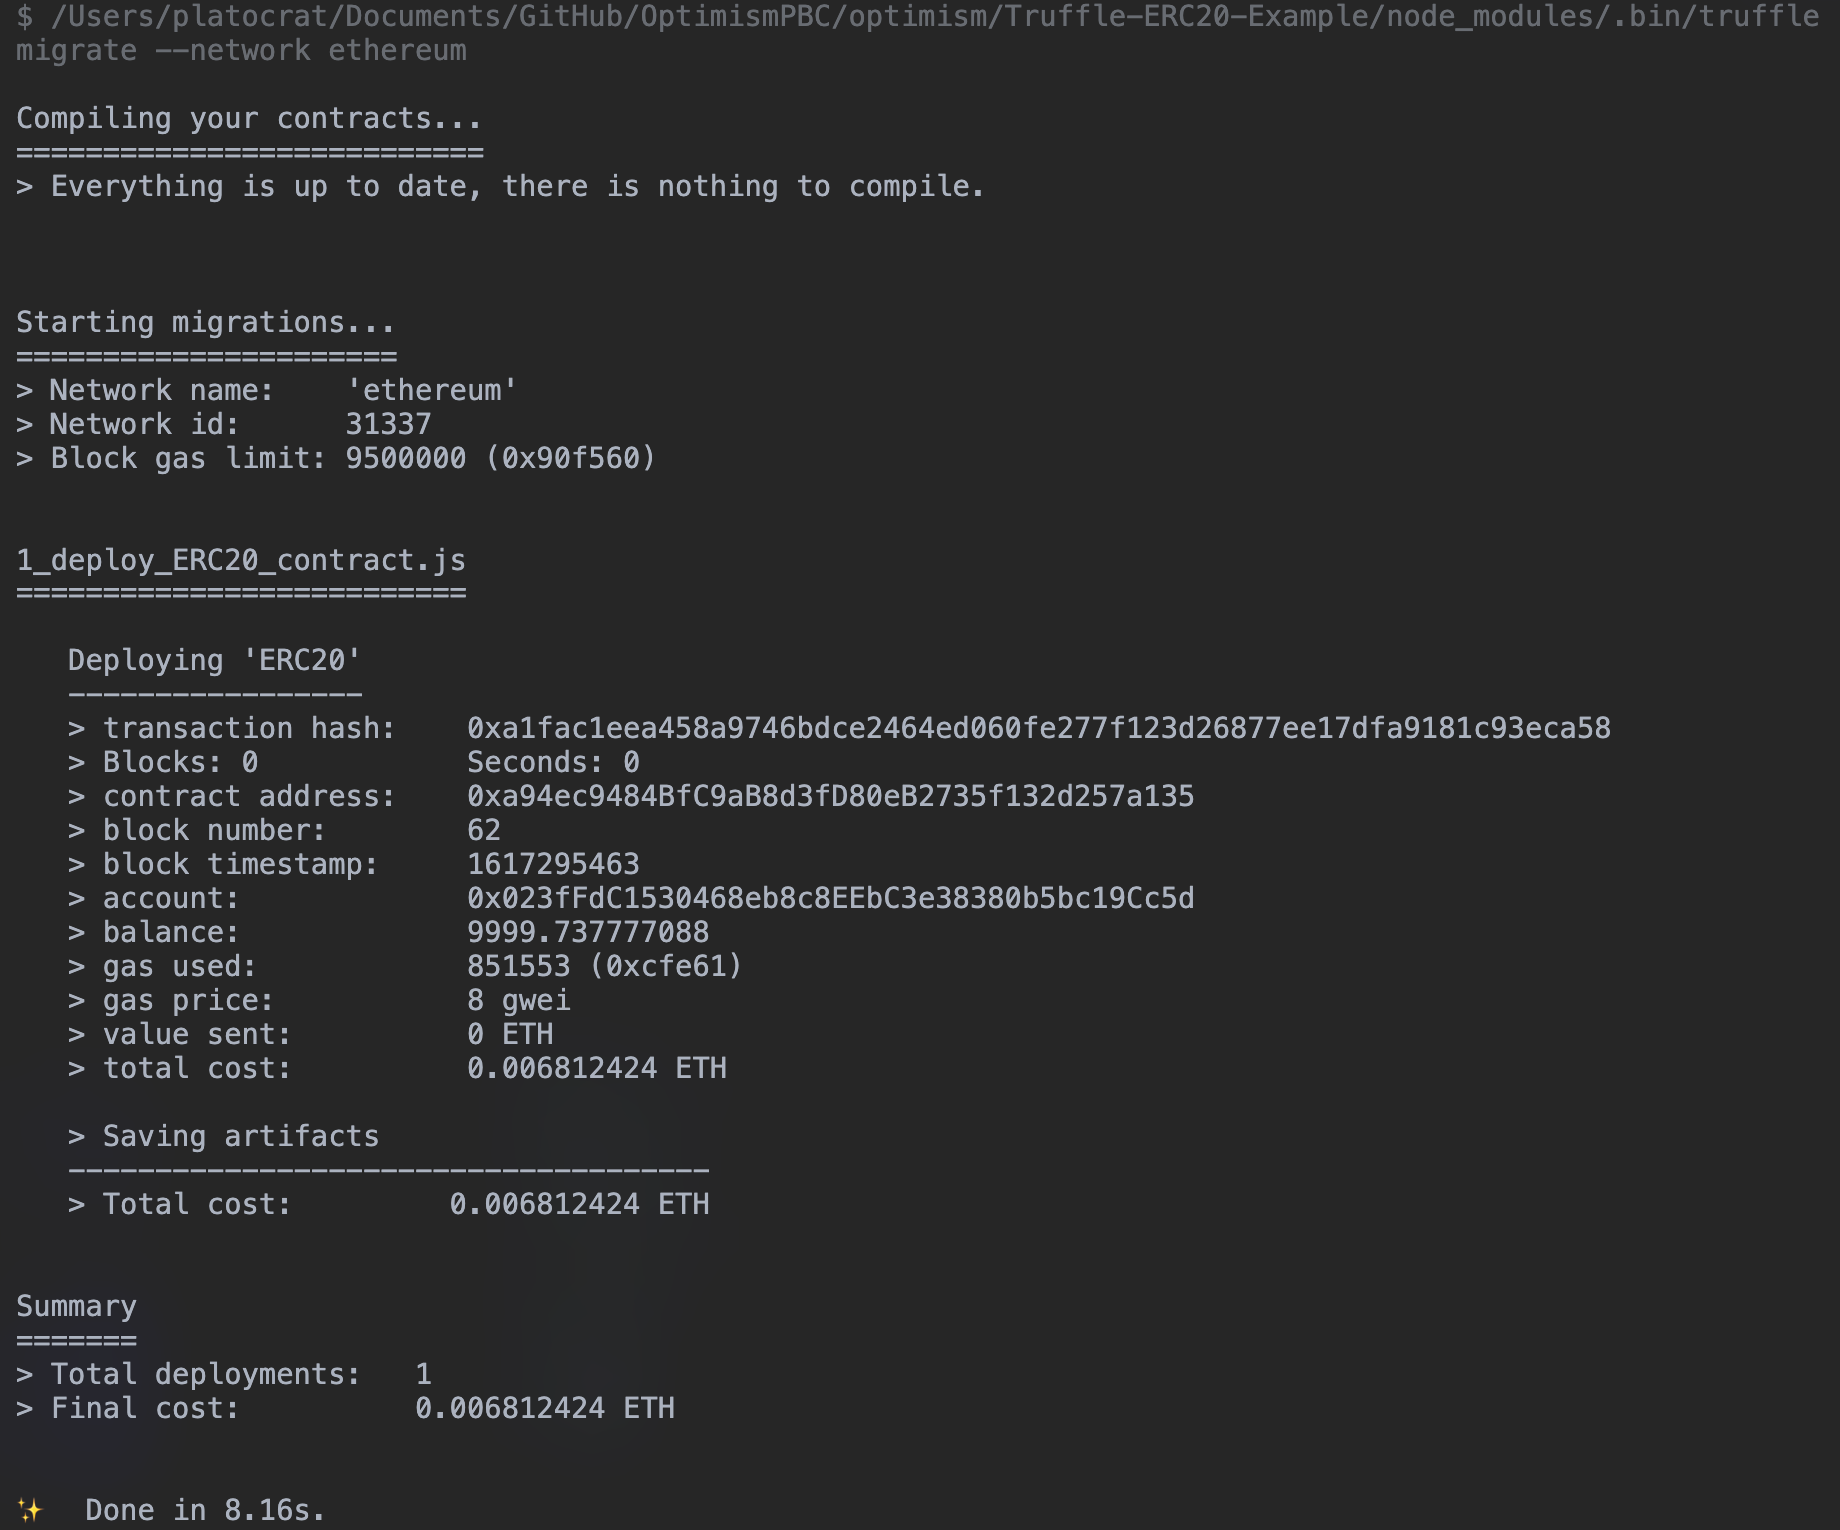 $ /Users/platocrat/Documents/GitHub/OptimismPBC/optimism/Truffle-ERC20-Example/node_modules/.bin/truffle
migrate --network ethereum
Compiling your contracts...
===========================
> Everything is up to date, there is nothing to compile.
Starting migrations...
======================
> Network name:    'ethereum'
> Network id:      31337
> Block gas limit: 9500000 (0x90f560)
1_deploy_ERC20_contract.js
==========================
Deploying 'ERC20'
-----------------
> transaction hash:    0xa1fac1eea458a9746bdce2464ed060fe277f123d26877ee17dfa9181c93eca58
> Blocks: 0            Seconds: 0
> contract address:    0xa94ec9484BfC9aB8d3fD80eB2735f132d257a135
> block number:        62
> block timestamp:     1617295463
> account:             0x023fFdC1530468eb8c8EEbC3e38380b5bc19Cc5d
> balance:             9999.737777088
> gas used:            851553 (0xcfe61)
> gas price:           8 gwei
> value sent:          0 ETH
> total cost:          0.006812424 ETH
> Saving artifacts
-------------------------------------
> Total cost:         0.006812424 ETH
Summary
=======
> Total deployments:   1
> Final cost:          0.006812424 ETH
✨  Done in 8.16s.